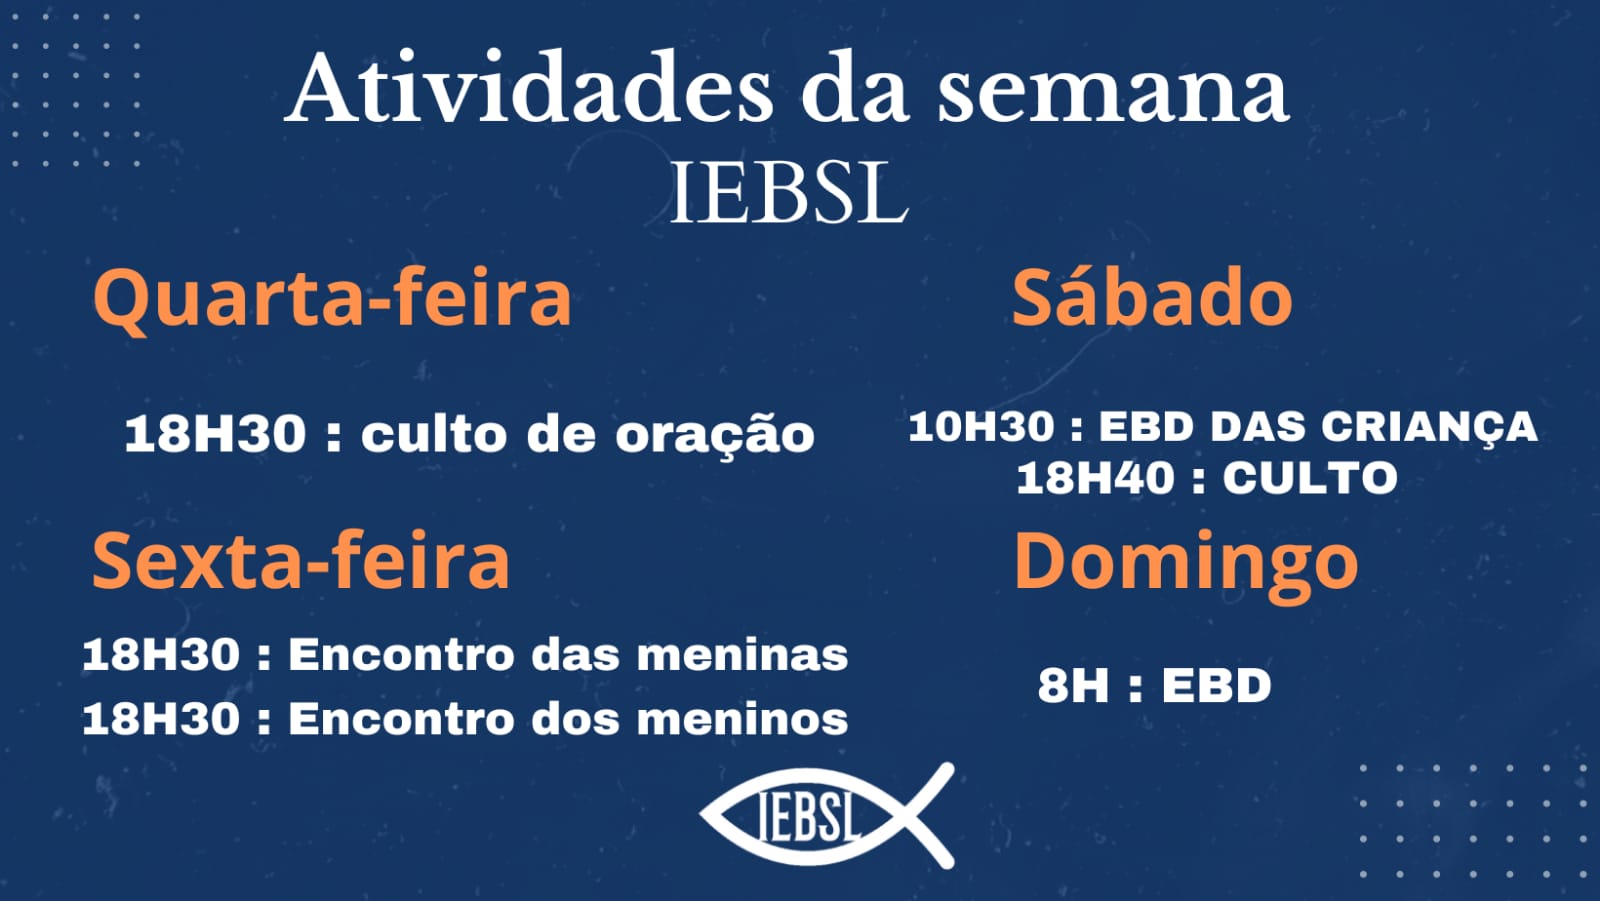 Atividades da semana
IEBSL
Quarta-feira
18H30 : culto de oração
Sexta-feira
18H30 : Encontro das meninas
18H30 : Encontro dos meninos
Sábado
10H30 : EBD DAS CRIANÇA
18H40 : CULTO
Domingo
8H : EBD
IEBSL